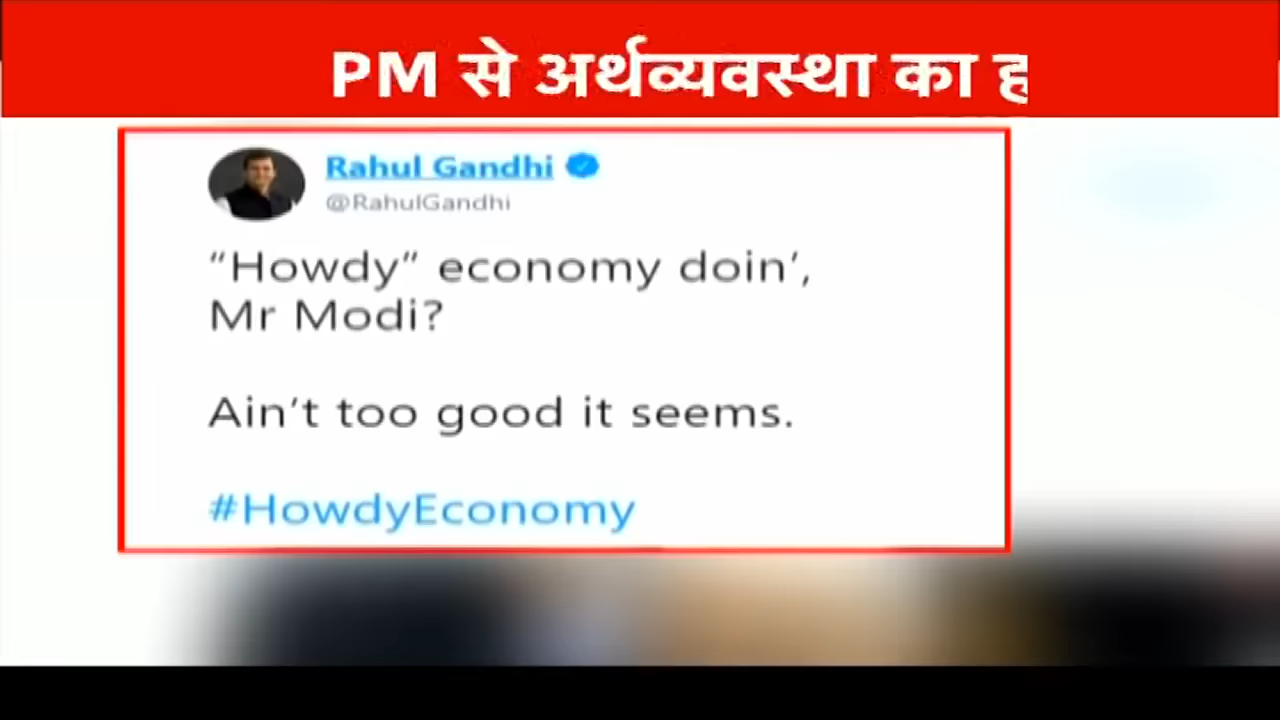 PM से अर्थव्यवस्था का
Rahul Gandhi
@RahulGandhi
“Howdy” economy doin’,
Mr Modi?
Ain’t too good it seems.
#HowdyEconomy